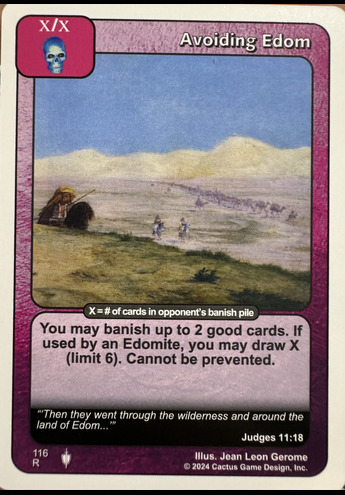 X/X
Avoiding Edom
X = # of cards in opponent's banish pile
You may banish up to 2 good cards. If
used by an Edomite, you may draw X
(limit 6). Cannot be prevented.
"'Then they went through the wilderness and around the
land of Edom...'"
Judges 11:18
116
R
Illus. Jean Leon Gerome
© 2024 Cactus Game Design, Inc.